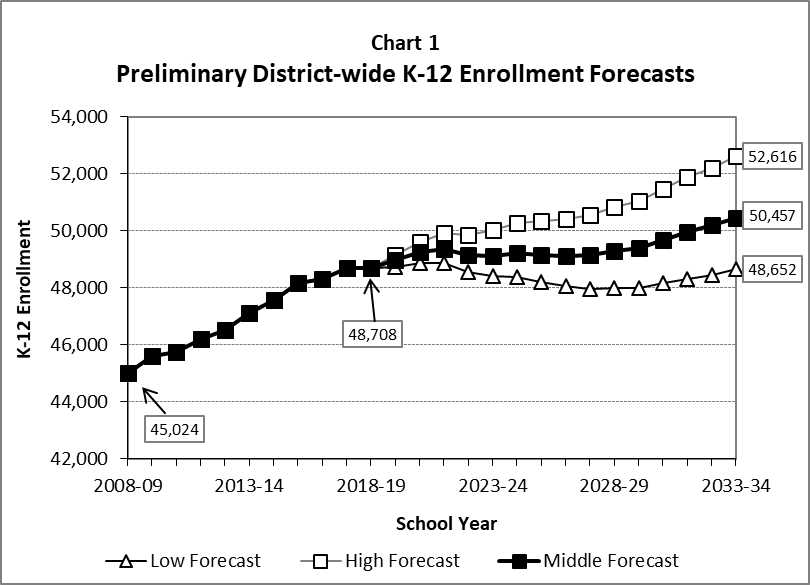 Chart 1
Preliminary District-wide K-12 Enrollment Forecasts
54,000
52,000
50,000
48,000
46,000
44,000
42,000
K-12 Enrollment
52,616
50,457
48,652
48,708
45,024
2008-09
2013-14
2018-19
2023-24
2028-29
2033-34
School Year
Low Forecast
High Forecast
Middle Forecast